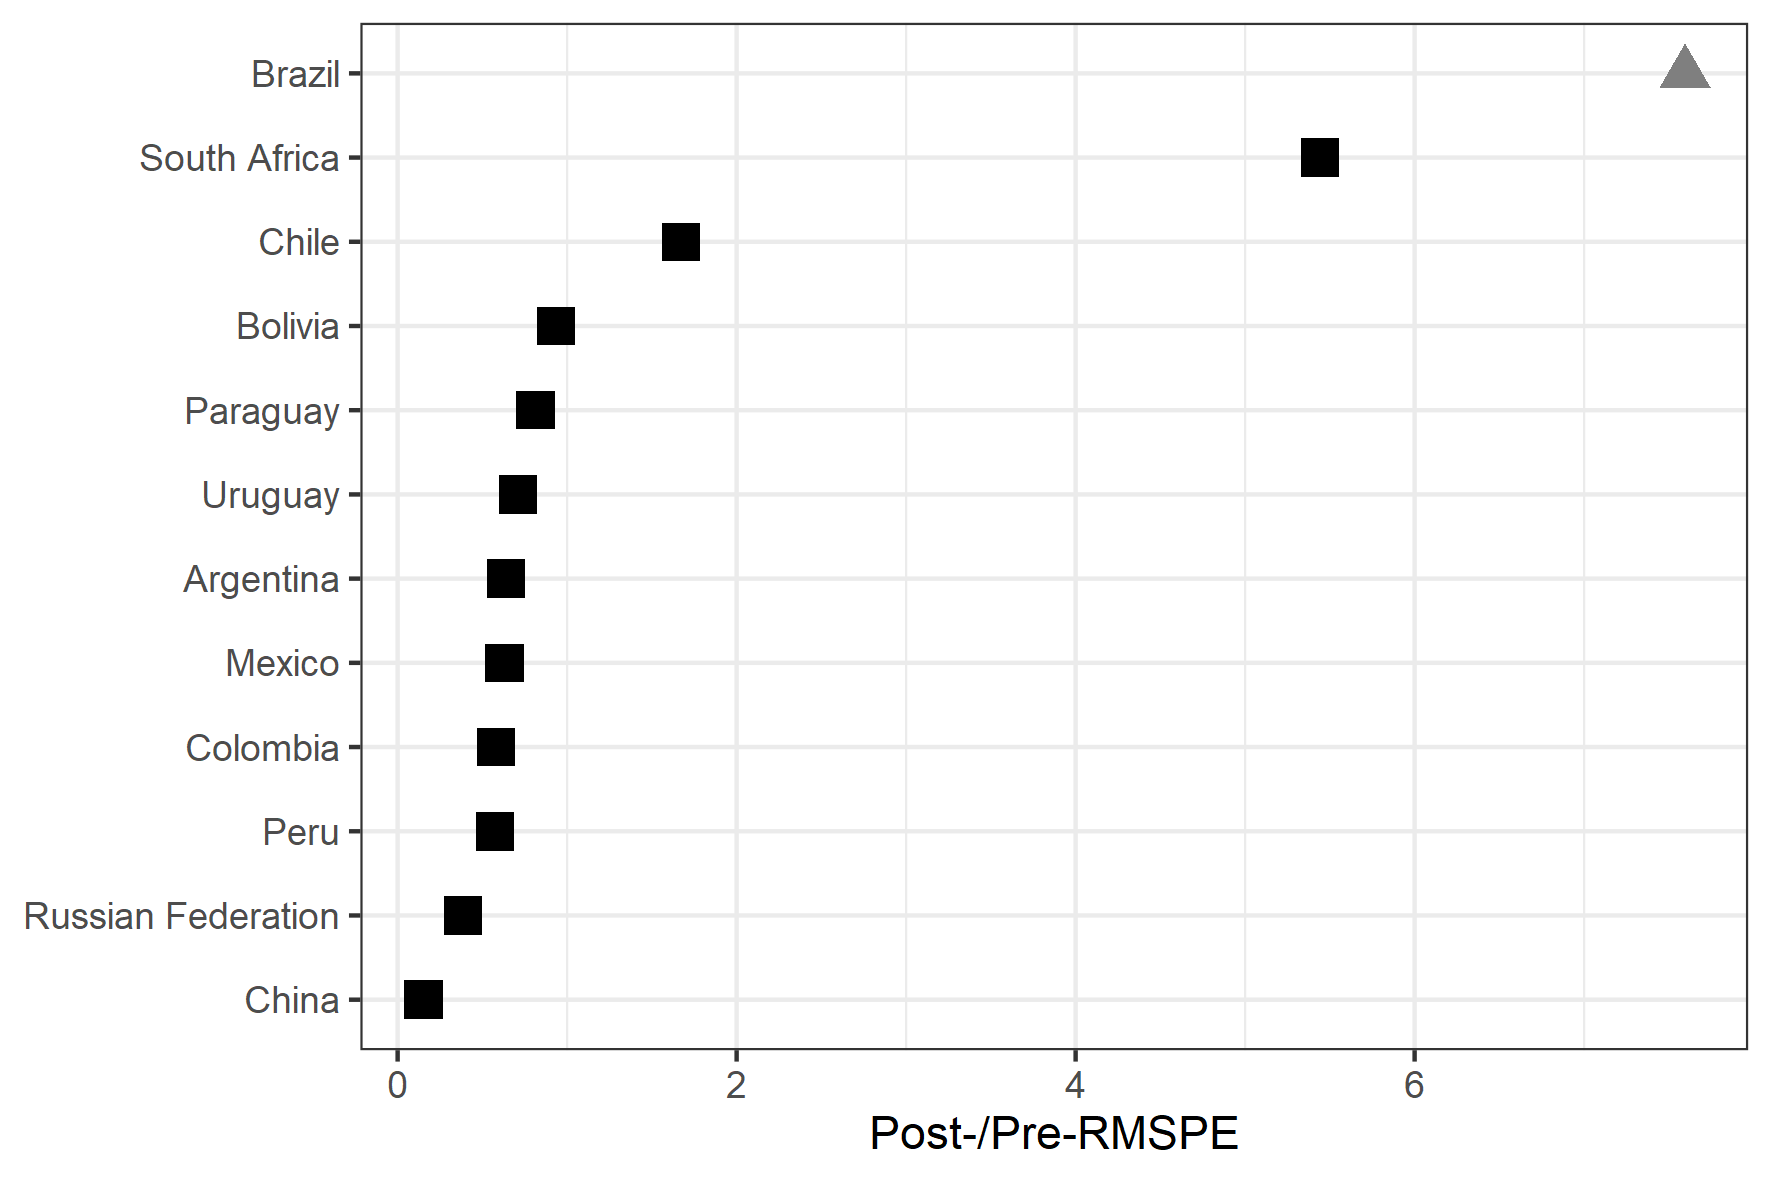 Brazil
South Africa
Chile
Bolivia
Paraguay
Uruguay
Argentina
Mexico
Colombia
Peru
Russian Federation
China
0 2 4 6
Post-/Pre-RMSPE